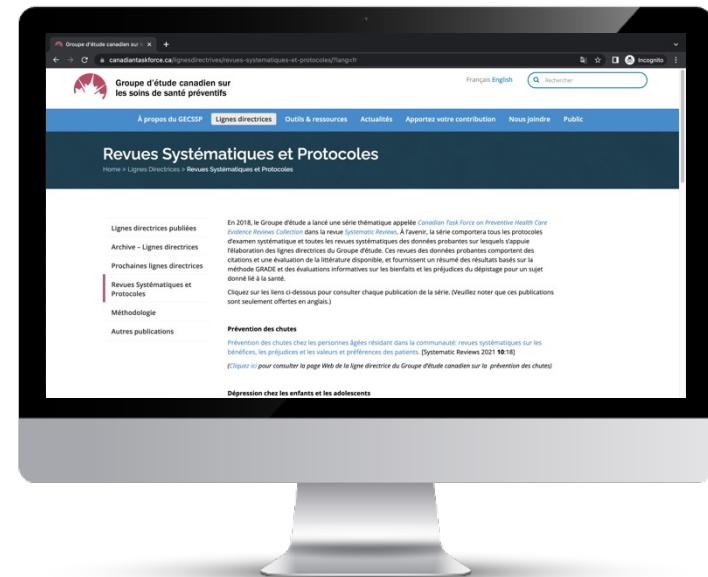 Groupe d'étude canadien sur l
canadiantaskforce.ca/lignesdirectrives/revues-systematiques-et-protocoles/?lang=fr
Incognito
Groupe d'étude canadien sur
les soins de santé préventifs
Français English
Rechercher
À propos du GECSSP
Lignes directrices
Outils & ressources
Actualités
Apportez votre contribution
Nous joindre
Public
Revues Systématiques et Protocoles
Home > Lignes Directrices > Revues Systématiques et Protocoles
Lignes directrices publiées
Archive – Lignes directrices
Prochaines lignes directrices
Revues Systématiques et
Protocoles
Méthodologie
Autres publications
En 2018, le Groupe d'étude a lancé une série thématique appelée Canadian Task Force on Preventive Health Care
Evidence Reviews Collection dans la revue Systematic Reviews. À l'avenir, la série comportera tous les protocoles
d'examen systématique et toutes les revues systématiques des données probantes sur lesquels s'appuie
l'élaboration des lignes directrices du Groupe d'étude. Ces revues des données probantes comportent des
citations et une évaluation de la littérature disponible, et fournissent un résumé des résultats basés sur la
méthode GRADE et des évaluations informatives sur les bienfaits et les préjudices du dépistage pour un sujet
donné lié à la santé.
Cliquez sur les liens ci-dessous pour consulter chaque publication de la série. (Veuillez noter que ces publications
sont seulement offertes en anglais.)
Prévention des chutes
Prévention des chutes chez les personnes âgées résidant dans la communauté: revues systématiques sur les
bénéfices, les préjudices et les valeurs et préférences des patients. [Systematic Reviews 2021 10:18]
(Cliquez ici pour consulter la page Web de la ligne directrice du Groupe d'étude canadien sur la prévention des chutes)
Dépression chez les enfants et les adolescents